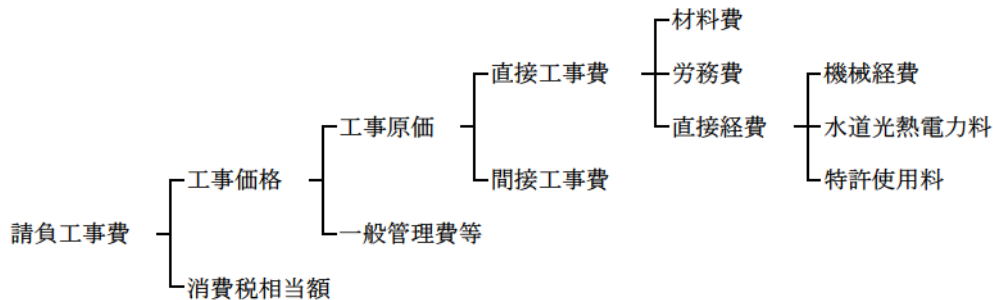 材料費
直接工事費
労務費
機械経費
工事原価
直接経費
水道光熱電力料
工事価格
間接工事費
特許使用料
請負工事費
一般管理費等
消費税相当額